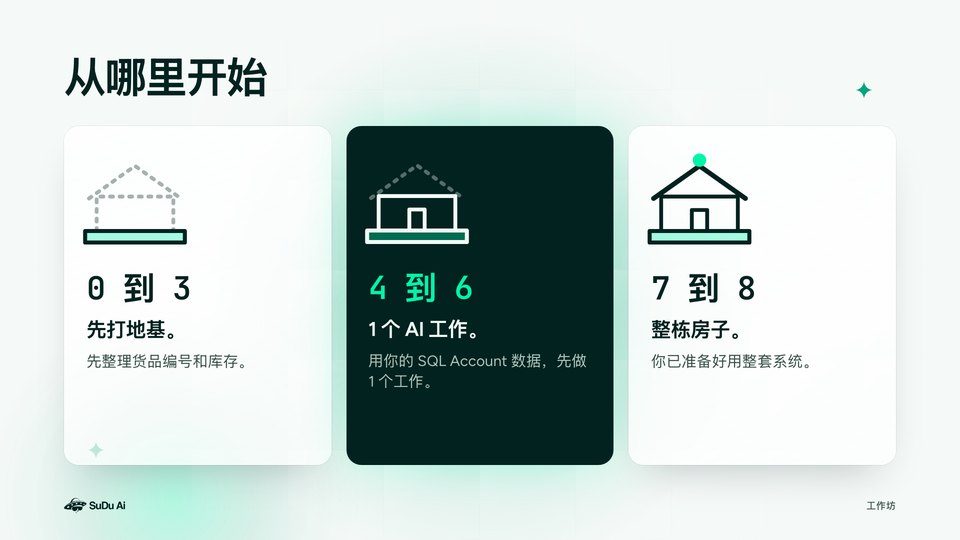 从哪里开始
0 到 3
先打地基。
先整理货品编号和库存。
4 到 6
1 个 AI 工作。
用你的 SQL Account 数据，先做
1 个工作。
7 到 8
整栋房子。
你已准备好用整套系统。
SuDu Ai
工作坊